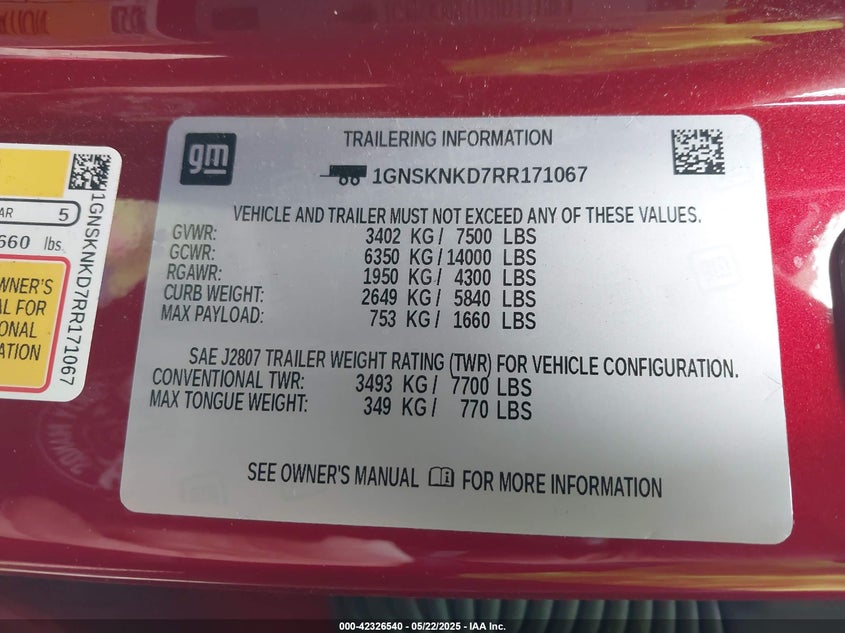 gm
TRAILERING INFORMATION
1GNSKNKD7RR171067
VEHICLE AND TRAILER MUST NOT EXCEED ANY OF THESE VALUES.
GVWR: 3402 KG / 7500 LBS
GCWR: 6350 KG / 14000 LBS
RGAWR: 1950 KG / 4300 LBS
CURB WEIGHT: 2649 KG / 5840 LBS
MAX PAYLOAD: 753 KG / 1660 LBS
SAE J2807 TRAILER WEIGHT RATING (TWR) FOR VEHICLE CONFIGURATION.
CONVENTIONAL TWR: 3493 KG / 7700 LBS
MAX TONGUE WEIGHT: 349 KG / 770 LBS
SEE OWNER'S MANUAL FOR MORE INFORMATION
AR 5
660 lbs.
OWNER'S
AL FOR
ONAL
ATION
1GNSKNKD7RR171067
000-42326540 - 05/22/2025 - IAA Inc.